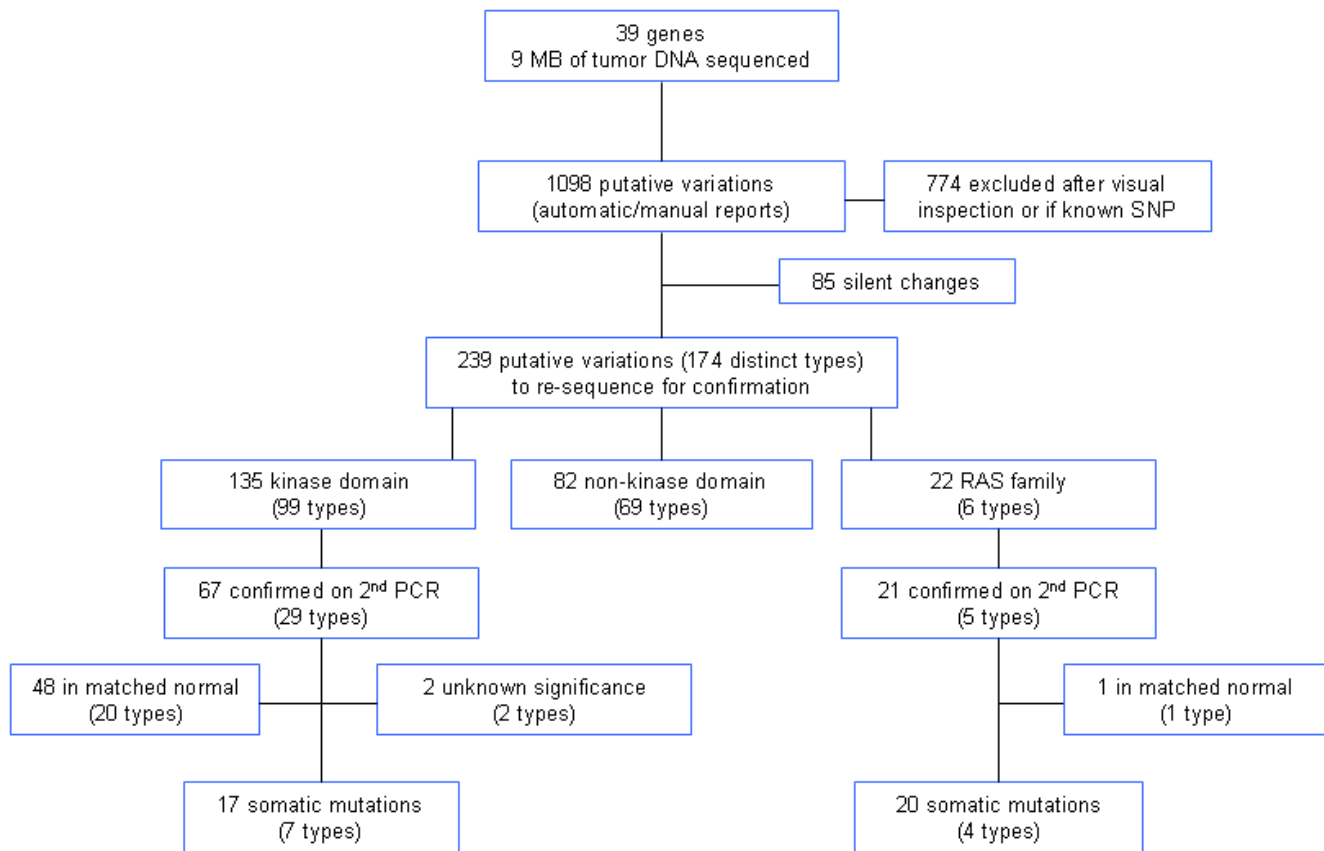 39 genes
9 MB of tumor DNA sequenced
1098 putative variations
(automatic/manual reports)
774 excluded after visual
inspection or if known SNP
85 silent changes
239 putative variations (174 distinct types)
to re-sequence for confirmation
135 kinase domain
(99 types)
82 non-kinase domain
(69 types)
22 RAS family
(6 types)
67 confirmed on 2nd PCR
(29 types)
21 confirmed on 2nd PCR
(5 types)
48 in matched normal
(20 types)
2 unknown significance
(2 types)
1 in matched normal
(1 type)
17 somatic mutations
(7 types)
20 somatic mutations
(4 types)